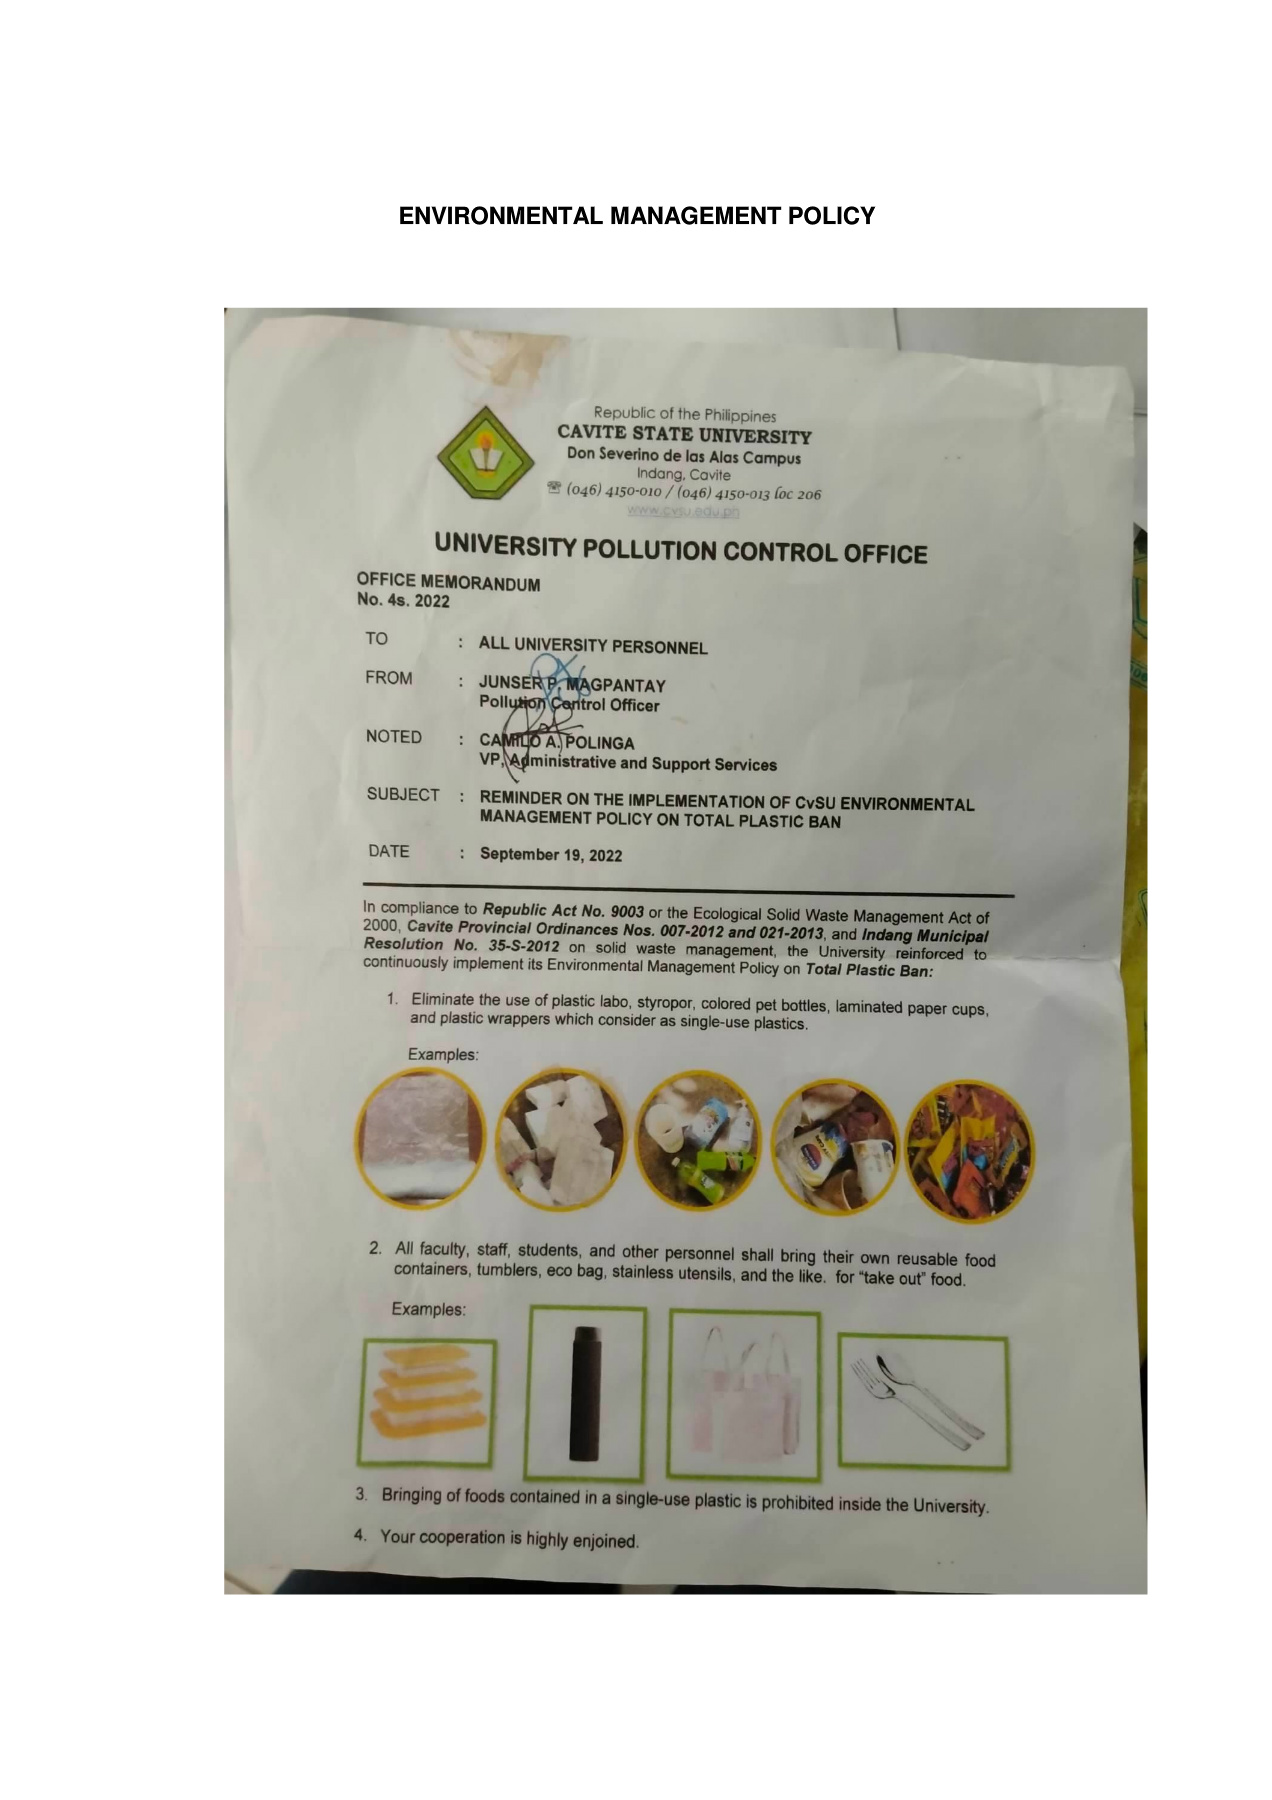 ENVIRONMENTAL MANAGEMENT POLICY
Republic of the Philippines
CAVITE STATE UNIVERSITY
Don Severino de las Alas Campus
Indang, Cavite
☏ (046) 4150-010 / (046) 4150-013 loc 206
www.cvsu.edu.ph
UNIVERSITY POLLUTION CONTROL OFFICE
OFFICE MEMORANDUM
No. 4s. 2022
TO : ALL UNIVERSITY PERSONNEL
FROM : JUNSER P. MAGPANTAY
Pollution Control Officer
NOTED : CAMILO A. POLINGA
VP, Administrative and Support Services
SUBJECT : REMINDER ON THE IMPLEMENTATION OF CvSU ENVIRONMENTAL
MANAGEMENT POLICY ON TOTAL PLASTIC BAN
DATE : September 19, 2022
In compliance to Republic Act No. 9003 or the Ecological Solid Waste Management Act of
2000, Cavite Provincial Ordinances Nos. 007-2012 and 021-2013, and Indang Municipal
Resolution No. 35-S-2012 on solid waste management, the University reinforced to
continuously implement its Environmental Management Policy on Total Plastic Ban:
1. Eliminate the use of plastic labo, styropor, colored pet bottles, laminated paper cups,
and plastic wrappers which consider as single-use plastics.
Examples:
2. All faculty, staff, students, and other personnel shall bring their own reusable food
containers, tumblers, eco bag, stainless utensils, and the like. for “take out” food.
Examples:
3. Bringing of foods contained in a single-use plastic is prohibited inside the University.
4. Your cooperation is highly enjoined.